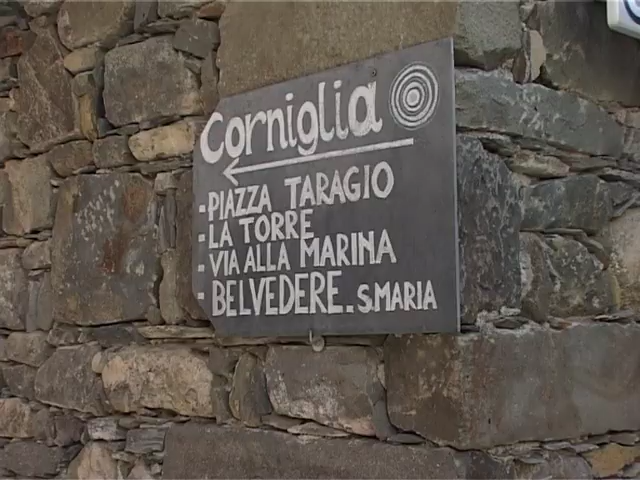 Corniglia
- PIAZZA TARAGIO
- LA TORRE
- VIA ALLA MARINA
- BELVEDERE. S.MARIA